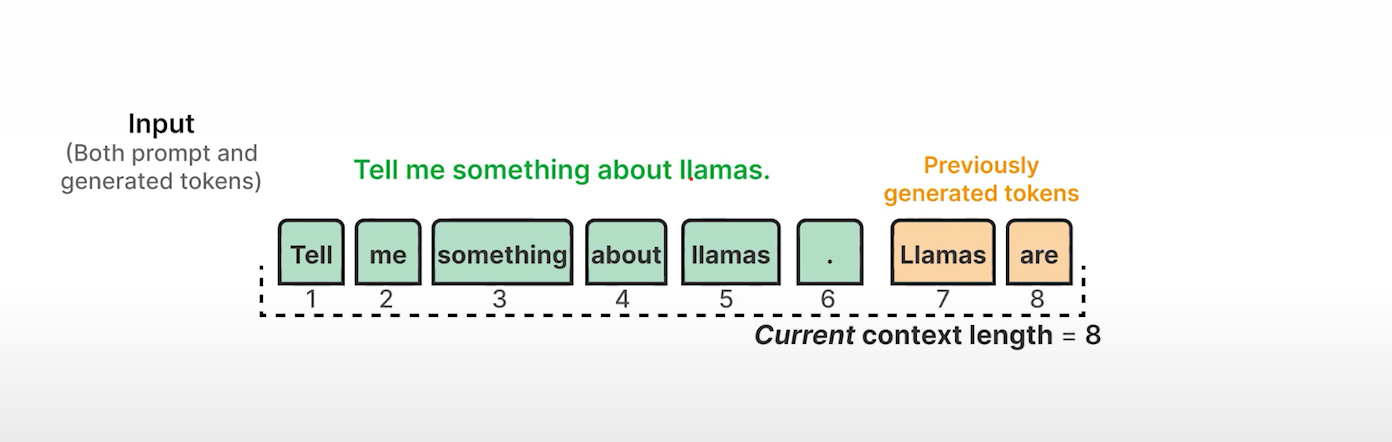 Input
(Both prompt and
generated tokens)
Tell me something about llamas.
Previously
generated tokens
Tell me something about llamas . Llamas are
1 2 3 4 5 6 7 8
Current context length = 8